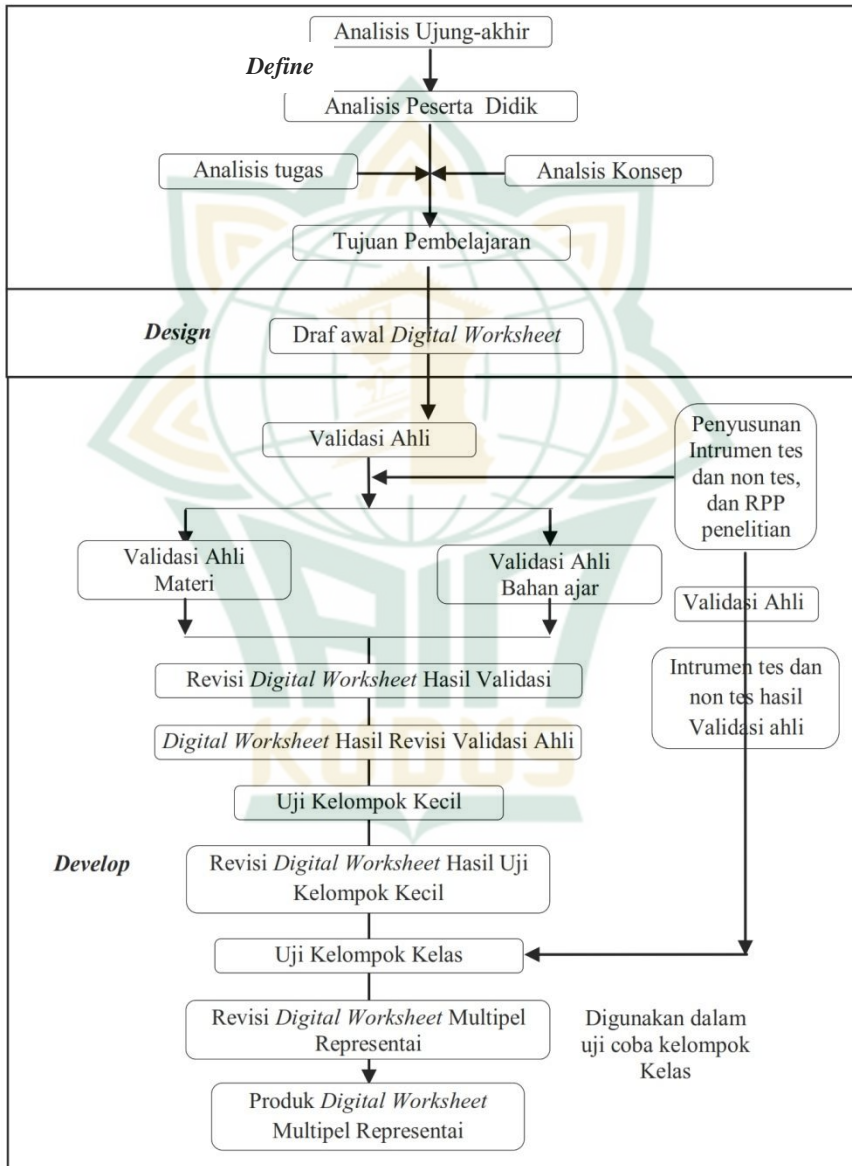 Analisis Ujung-akhir
Define
Analisis Peserta Didik
Analisis tugas
Analsis Konsep
Tujuan Pembelajaran
Design
Draf awal Digital Worksheet
Validasi Ahli
Penyusunan
Intrumen tes
dan non tes,
dan RPP
penelitian
Validasi Ahli
Materi
Validasi Ahli
Bahan ajar
Validasi Ahli
Intrumen tes dan
non tes hasil
Validasi ahli
Revisi Digital Worksheet Hasil Validasi
Digital Worksheet Hasil Revisi Validasi Ahli
Uji Kelompok Kecil
Develop
Revisi Digital Worksheet Hasil Uji
Kelompok Kecil
Uji Kelompok Kelas
Revisi Digital Worksheet Multipel
Representai
Digunakan dalam
uji coba kelompok
Kelas
Produk Digital Worksheet
Multipel Representai
IAIN
KUDUS